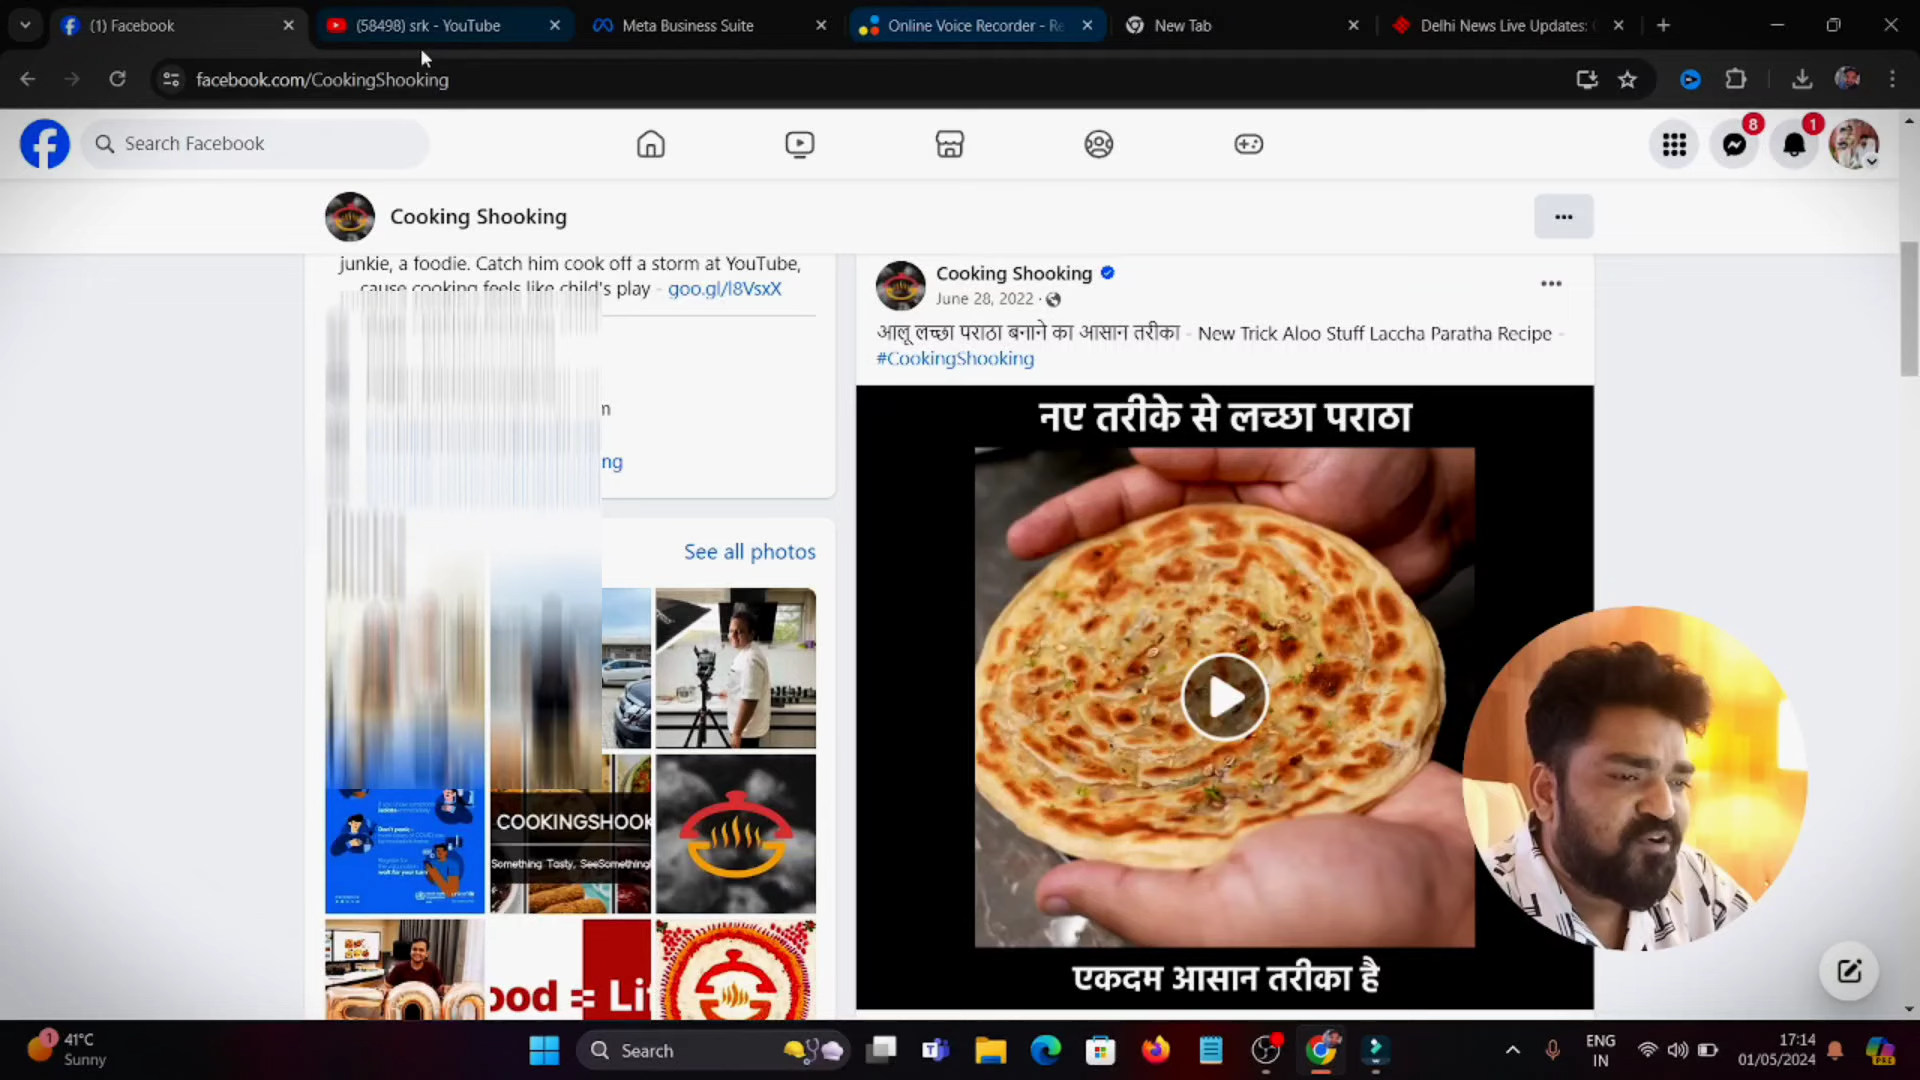 (1) Facebook
(58498) srk - YouTube
Meta Business Suite
Online Voice Recorder - Re
New Tab
Delhi News Live Updates:
facebook.com/CookingShooking
Search Facebook
8
1
Cooking Shooking
junkie, a foodie. Catch him cook off a storm at YouTube,
cause cooking feels like child's play - goo.gl/l8VsxX
m
ng
See all photos
COOKINGSHOOK
Something Tasty, SeeSomething
Don't panic -
ood = Lif
Cooking Shooking
June 28, 2022
आलू लच्छा पराठा बनाने का आसान तरीका - New Trick Aloo Stuff Laccha Paratha Recipe -
#CookingShooking
नए तरीके से लच्छा पराठा
एकदम आसान तरीका है
1
41°C
Sunny
Search
ENG
IN
17:14
01/05/2024